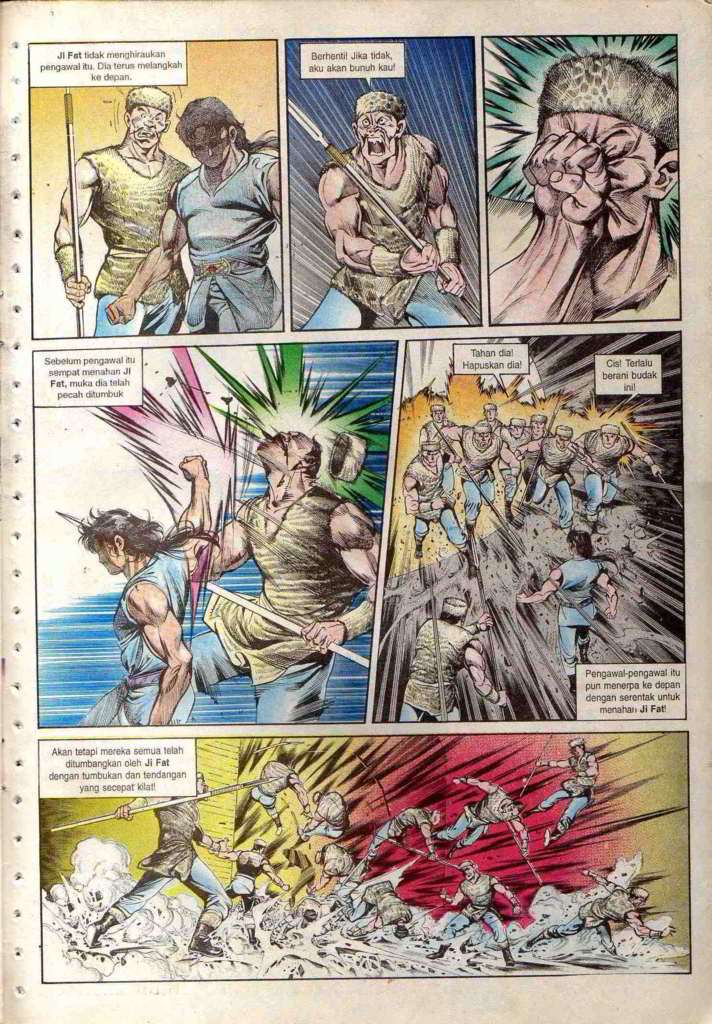 JI Fat tidak menghiraukan
pengawal itu. Dia terus melangkah
ke depan.
Berhenti! Jika tidak,
aku akan bunuh kau!
Sebelum pengawal itu
sempat menahan JI
Fat, muka dia telah
pecah ditumbuk
Tahan dia!
Hapuskan dia!
Cis! Terlalu
berani budak
ini!
Pengawal-pengawal itu
pun menerpa ke depan
dengan serentak untuk
menahan Ji Fat!
Akan tetapi mereka semua telah
ditumbangkan oleh Ji Fat
dengan tumbukan dan tendangan
yang secepat kilat!